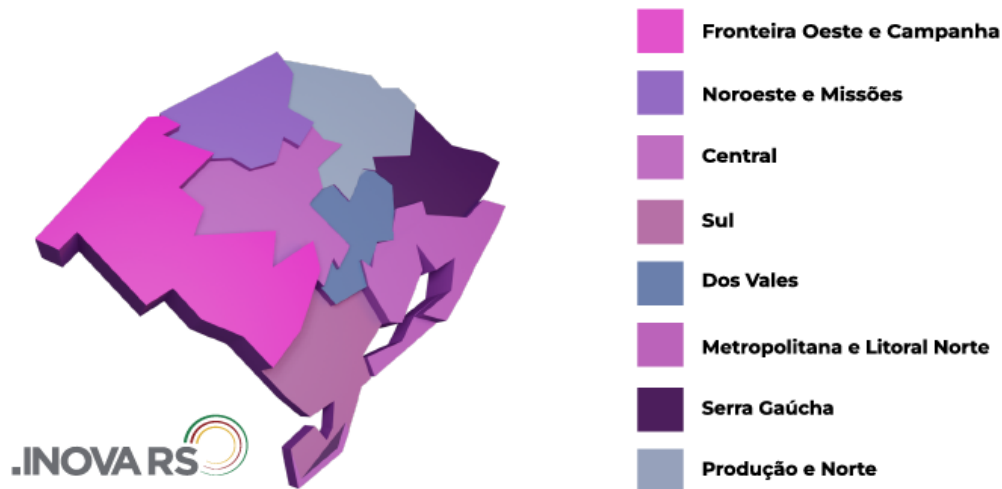 Fronteira Oeste e Campanha
Noroeste e Missões
Central
Sul
Dos Vales
Metropolitana e Litoral Norte
Serra Gaúcha
Produção e Norte
.INOVA RS